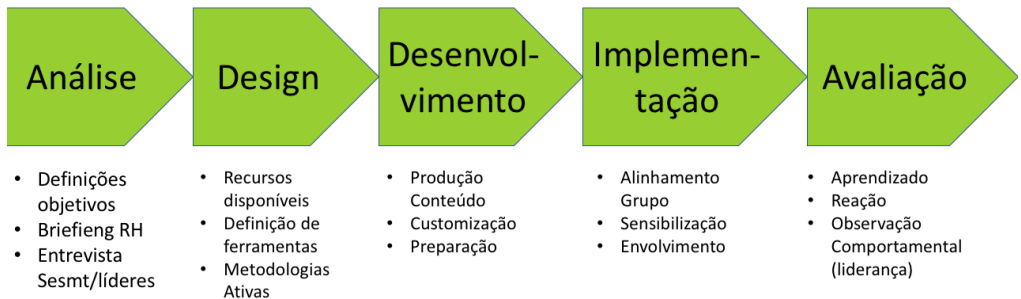 Análise
Design
Desenvol-
vimento
Implemen-
tação
Avaliação
• Definições
objetivos
• Briefieng RH
• Entrevista
Sesmt/líderes
• Recursos
disponíveis
• Definição de
ferramentas
• Metodologias
Ativas
• Produção
Conteúdo
• Customização
• Preparação
• Alinhamento
Grupo
• Sensibilização
• Envolvimento
• Aprendizado
• Reação
• Observação
Comportamental
(liderança)